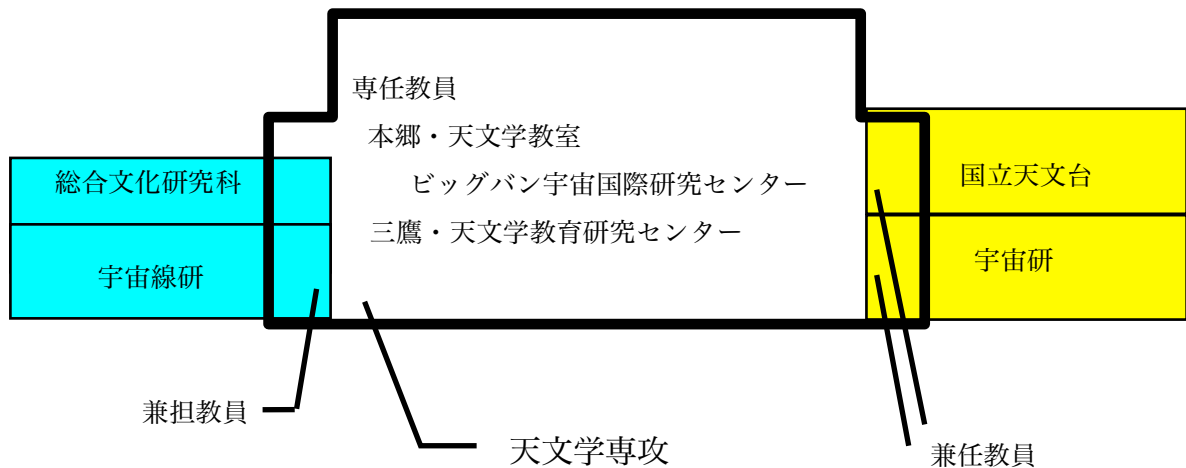 専任教員
本郷・天文学教室
ビッグバン宇宙国際研究センター
三鷹・天文学教育研究センター
総合文化研究科
宇宙線研
国立天文台
宇宙研
兼担教員
天文学専攻
兼任教員